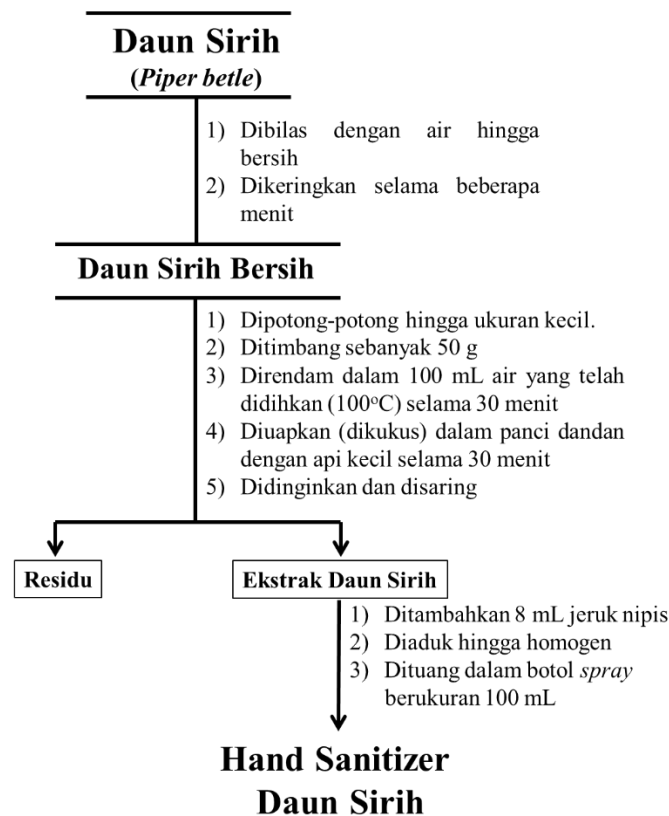 Daun Sirih
(Piper betle)
1) Dibilas dengan air hingga
bersih
2) Dikeringkan selama beberapa
menit
Daun Sirih Bersih
1) Dipotong-potong hingga ukuran kecil.
2) Ditimbang sebanyak 50 g
3) Direndam dalam 100 mL air yang telah
didihkan (100°C) selama 30 menit
4) Diuapkan (dikukus) dalam panci dandan
dengan api kecil selama 30 menit
5) Didinginkan dan disaring
Residu
Ekstrak Daun Sirih
1) Ditambahkan 8 mL jeruk nipis
2) Diaduk hingga homogen
3) Dituang dalam botol spray
berukuran 100 mL
Hand Sanitizer
Daun Sirih